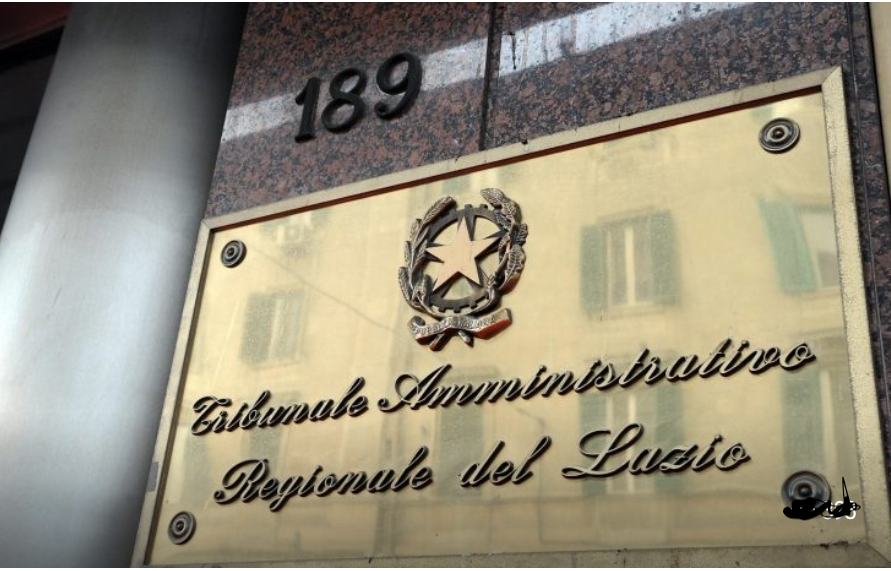 189
Tribunale Amministrativo
Regionale del Lazio